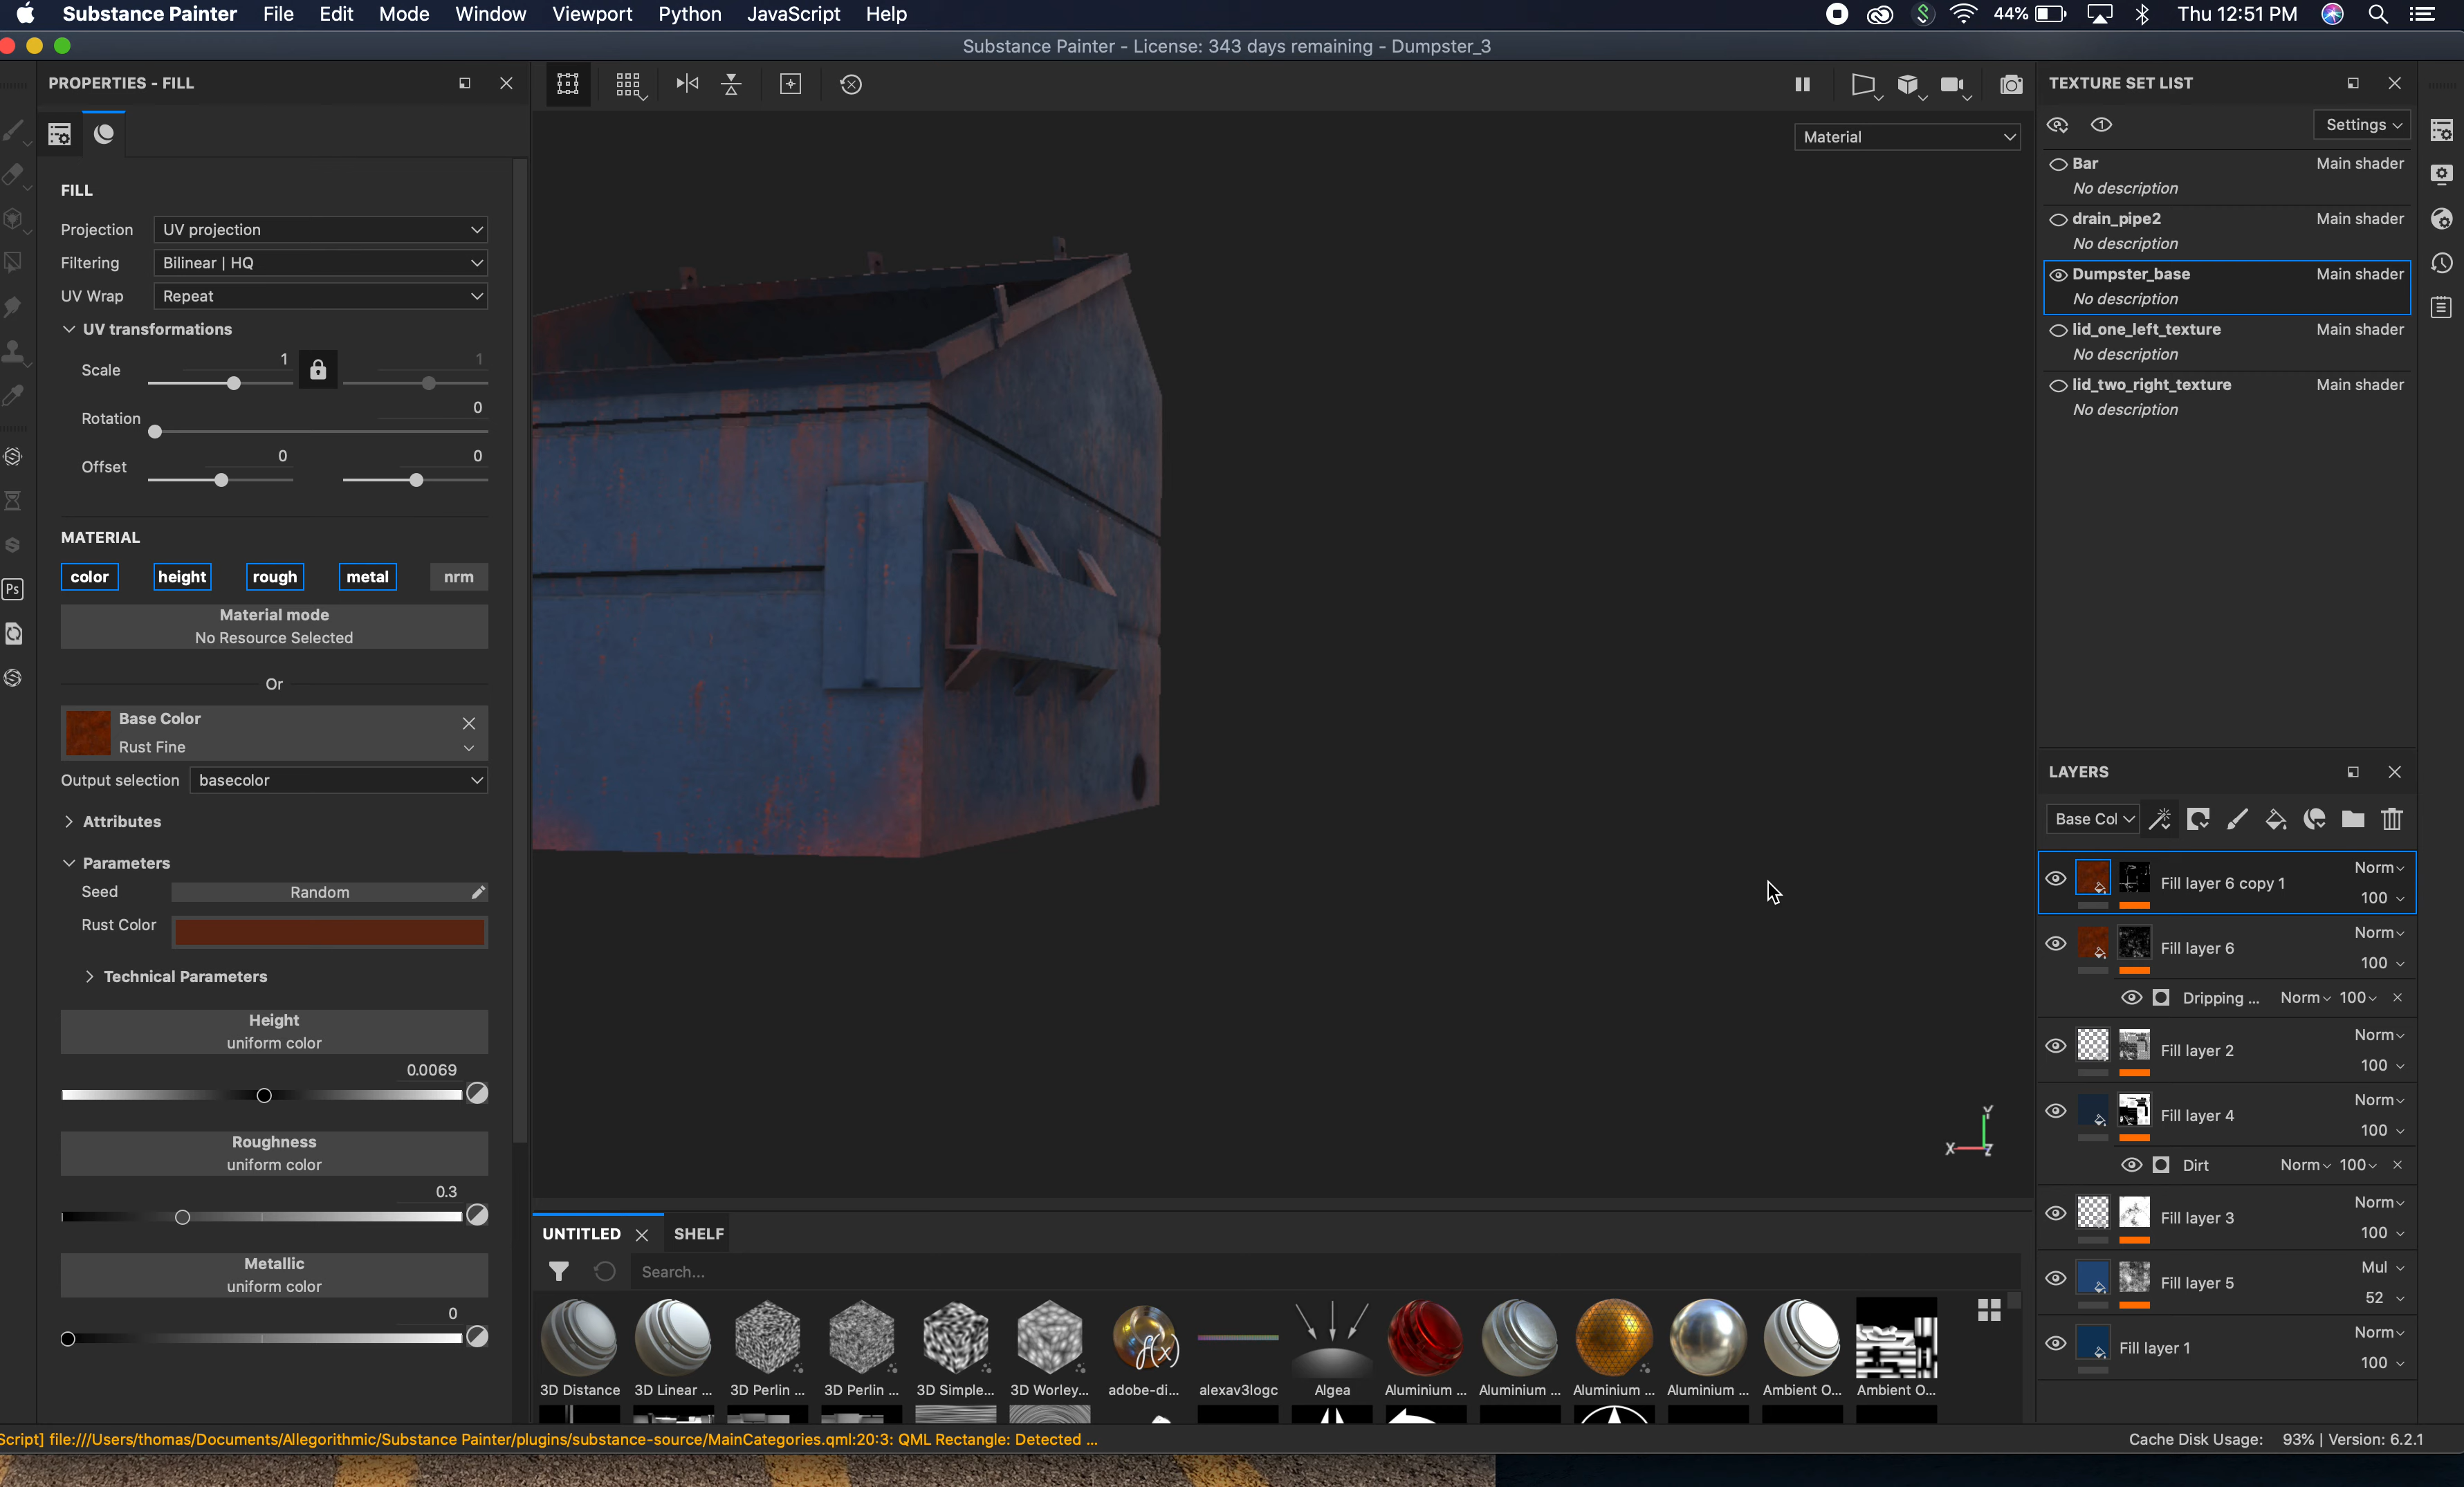 Substance Painter File Edit Mode Window Viewport Python JavaScript Help
44% Thu 12:51 PM
Substance Painter - License: 343 days remaining - Dumpster_3
PROPERTIES - FILL
FILL
Projection UV projection
Filtering Bilinear | HQ
UV Wrap Repeat
UV transformations
Scale 1 1
Rotation 0
Offset 0 0
MATERIAL
color height rough metal nrm
Material mode
No Resource Selected
Or
Base Color
Rust Fine
Output selection basecolor
Attributes
Parameters
Seed Random
Rust Color
Technical Parameters
Height
uniform color
0.0069
Roughness
uniform color
0.3
Metallic
uniform color
0
Ps
Material
Y
X Z
UNTITLED SHELF
Search...
3D Distance 3D Linear ... 3D Perlin ... 3D Perlin ... 3D Simple... 3D Worley... adobe-di... alexav3logc Algea Aluminium ... Aluminium ... Aluminium ... Aluminium ... Ambient O... Ambient O...
f(x)
TEXTURE SET LIST
1
Settings
Bar Main shader
No description
drain_pipe2 Main shader
No description
Dumpster_base Main shader
No description
lid_one_left_texture Main shader
No description
lid_two_right_texture Main shader
No description
LAYERS
Base Col
Fill layer 6 copy 1 Norm
100
Fill layer 6 Norm
100
Dripping ... Norm 100
Fill layer 2 Norm
100
Fill layer 4 Norm
100
Dirt Norm 100
Fill layer 3 Norm
100
Fill layer 5 Mul
52
Fill layer 1 Norm
100
Script] file:///Users/thomas/Documents/Allegorithmic/Substance Painter/plugins/substance-source/MainCategories.qml:20:3: QML Rectangle: Detected ...
Cache Disk Usage: 93% | Version: 6.2.1